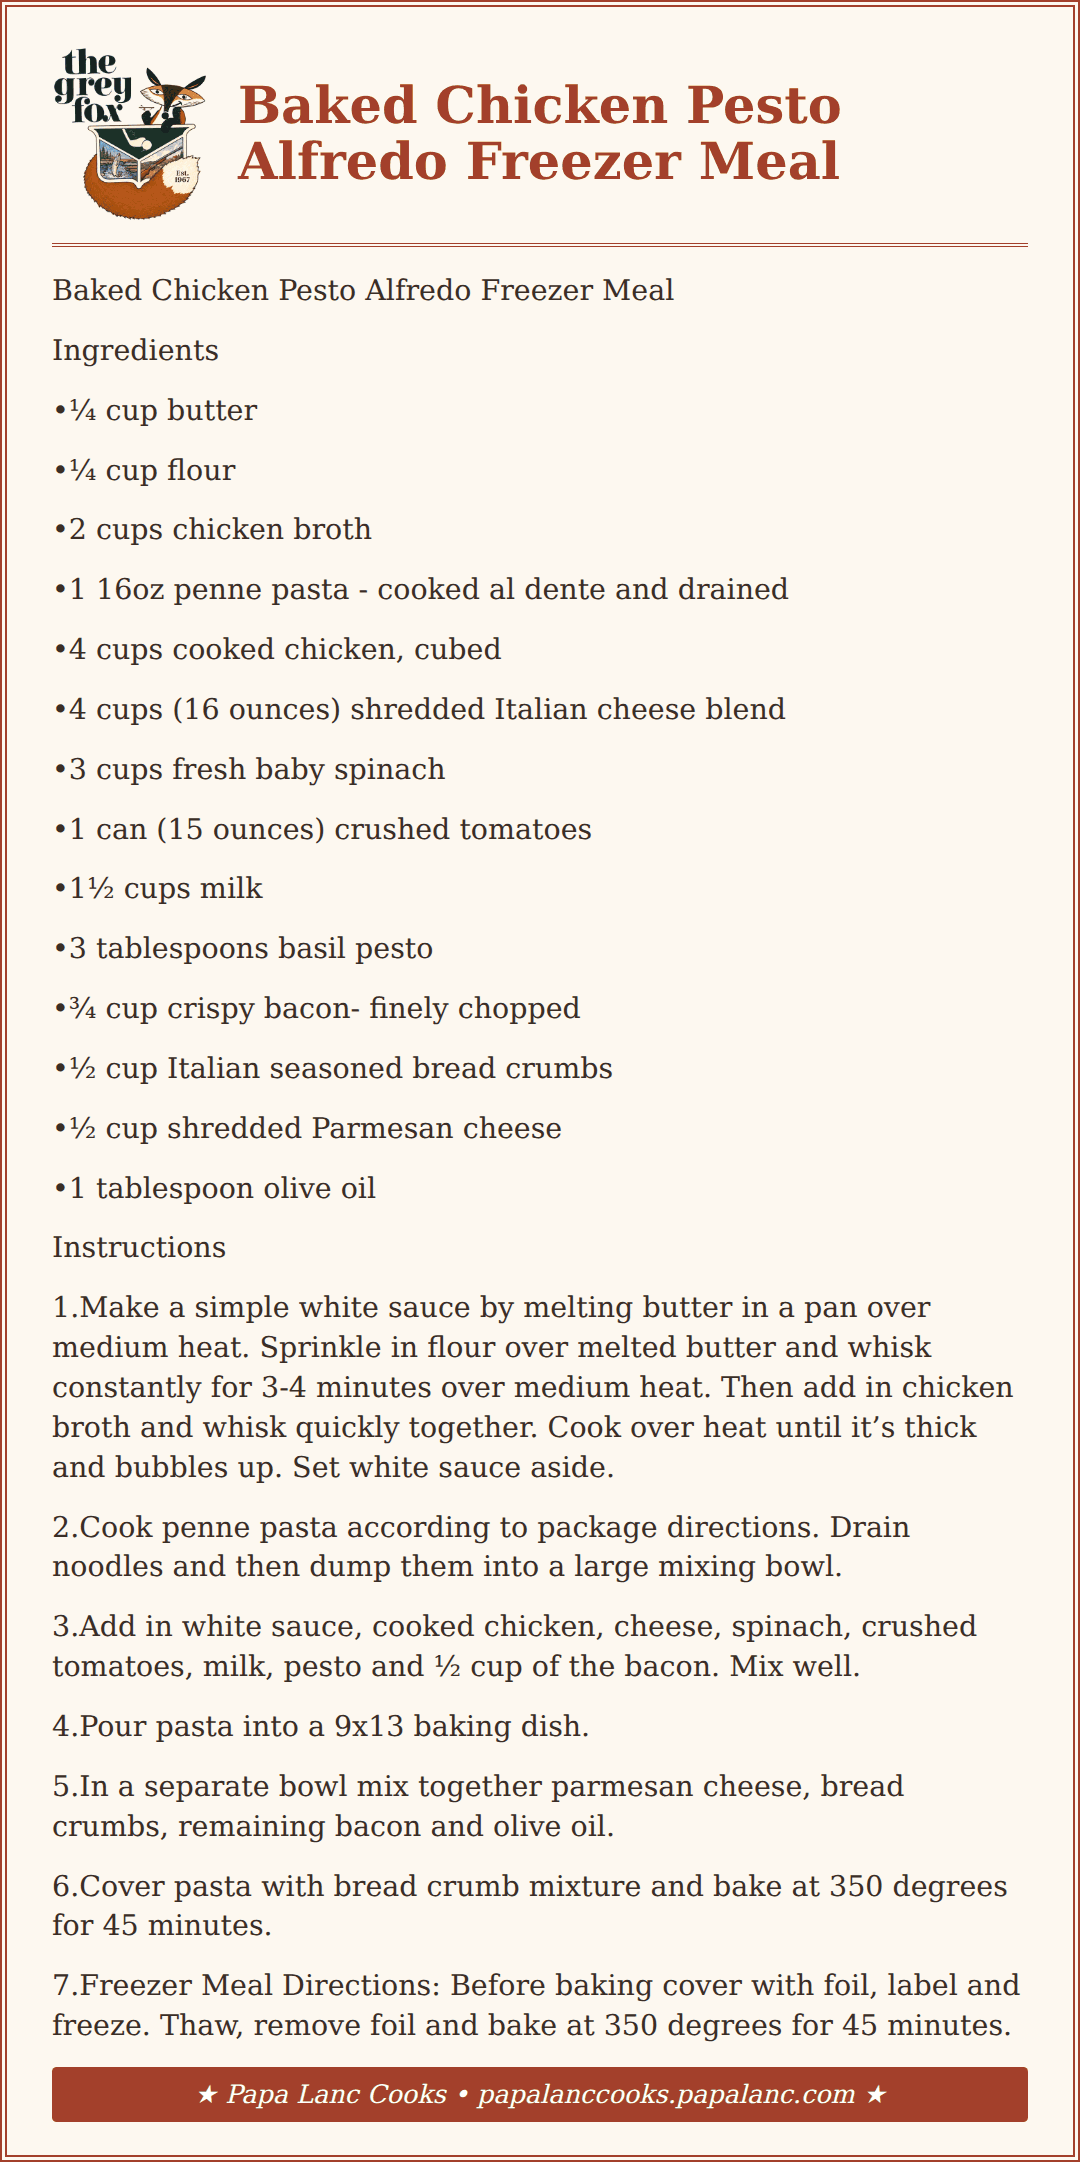 the
grey
fox
Est.
1967
Baked Chicken Pesto
Alfredo Freezer Meal
Baked Chicken Pesto Alfredo Freezer Meal
Ingredients
•¼ cup butter
•¼ cup flour
•2 cups chicken broth
•1 16oz penne pasta - cooked al dente and drained
•4 cups cooked chicken, cubed
•4 cups (16 ounces) shredded Italian cheese blend
•3 cups fresh baby spinach
•1 can (15 ounces) crushed tomatoes
•1½ cups milk
•3 tablespoons basil pesto
•¾ cup crispy bacon- finely chopped
•½ cup Italian seasoned bread crumbs
•½ cup shredded Parmesan cheese
•1 tablespoon olive oil
Instructions
1.Make a simple white sauce by melting butter in a pan over
medium heat. Sprinkle in flour over melted butter and whisk
constantly for 3-4 minutes over medium heat. Then add in chicken
broth and whisk quickly together. Cook over heat until it’s thick
and bubbles up. Set white sauce aside.
2.Cook penne pasta according to package directions. Drain
noodles and then dump them into a large mixing bowl.
3.Add in white sauce, cooked chicken, cheese, spinach, crushed
tomatoes, milk, pesto and ½ cup of the bacon. Mix well.
4.Pour pasta into a 9x13 baking dish.
5.In a separate bowl mix together parmesan cheese, bread
crumbs, remaining bacon and olive oil.
6.Cover pasta with bread crumb mixture and bake at 350 degrees
for 45 minutes.
7.Freezer Meal Directions: Before baking cover with foil, label and
freeze. Thaw, remove foil and bake at 350 degrees for 45 minutes.
★ Papa Lanc Cooks • papalanccooks.papalanc.com ★